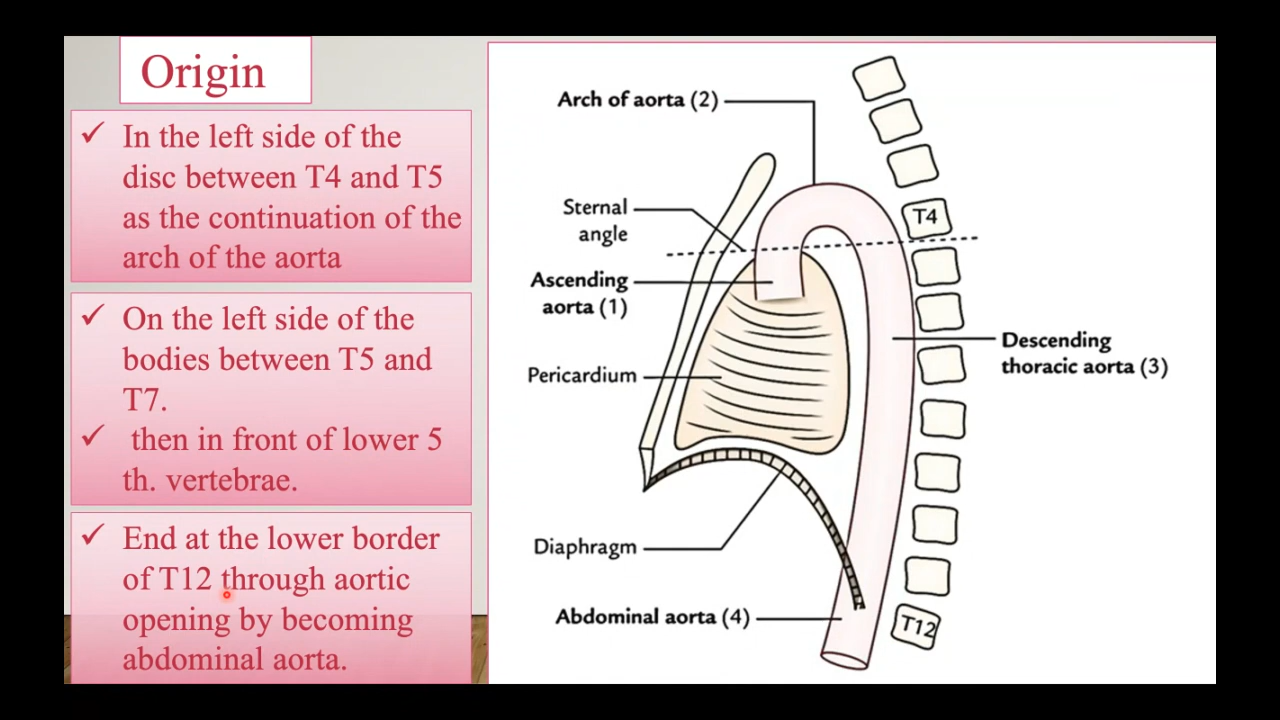 Origin
✓ In the left side of the
disc between T4 and T5
as the continuation of the
arch of the aorta
✓ On the left side of the
bodies between T5 and
T7.
✓ then in front of lower 5
th. vertebrae.
✓ End at the lower border
of T12 through aortic
opening by becoming
abdominal aorta.
Arch of aorta (2)
Sternal
angle
T4
Ascending
aorta (1)
Descending
thoracic aorta (3)
Pericardium
Diaphragm
Abdominal aorta (4)
T12